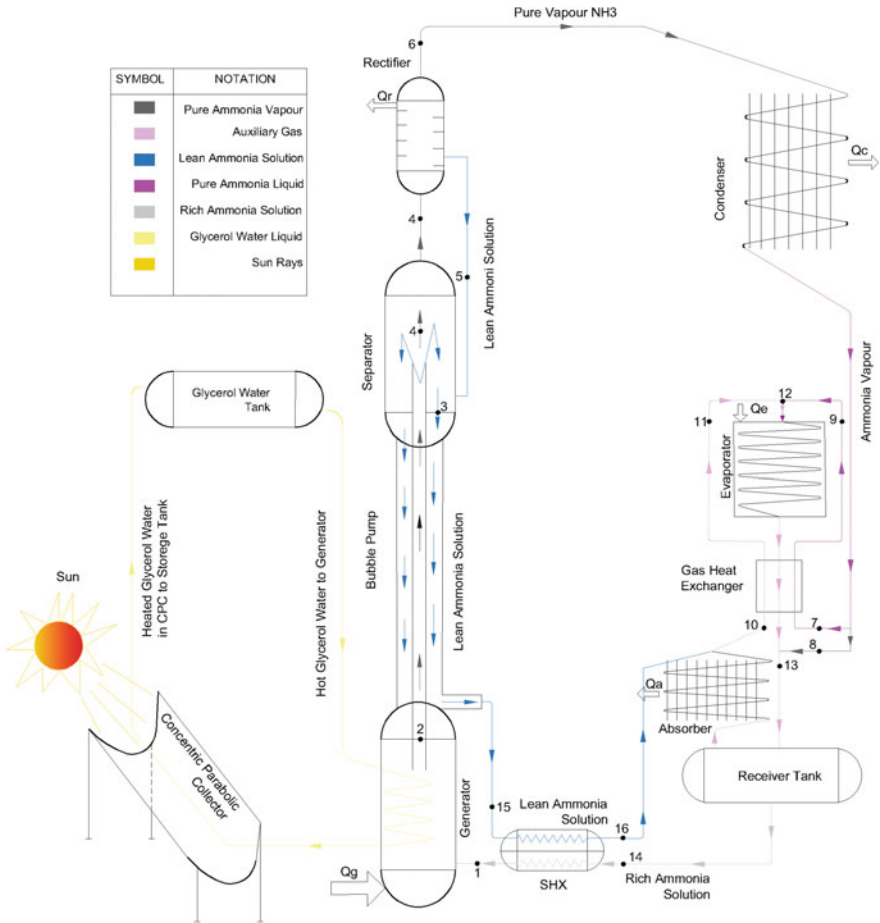 Pure Vapour NH3
6
Rectifier
Qr
SYMBOL
NOTATION
Pure Ammonia Vapour
Auxiliary Gas
Lean Ammonia Solution
Pure Ammonia Liquid
Rich Ammonia Solution
Glycerol Water Liquid
Sun Rays
Qc
Condenser
4
5
Lean Ammoni Solution
4
Separator
3
Glycerol Water
Tank
Ammonia Vapour
12
Qe
11
9
Evaporator
Heated Glycerol Water
in CPC to Storege Tank
Hot Glycerol Water to Generator
Bubble Pump
Lean Ammonia Solution
Gas Heat
Exchanger
Sun
10
7
8
13
Qa
Absorber
Concentric Parabolic
Collector
2
Generator
Receiver Tank
15
Lean Ammonia
Solution
16
14
1
SHX
Rich Ammonia
Solution
Qg